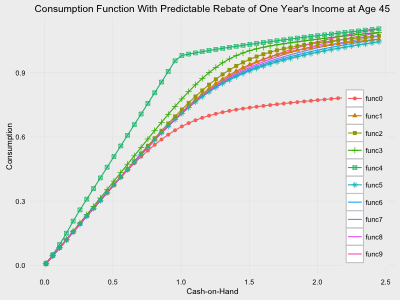 Consumption Function With Predictable Rebate of One Year's Income at Age 45
Consumption
0.9
0.6
0.3
0.0
0.0 0.5 1.0 1.5 2.0 2.5
Cash-on-Hand
func0
func1
func2
func3
func4
func5
func6
func7
func8
func9